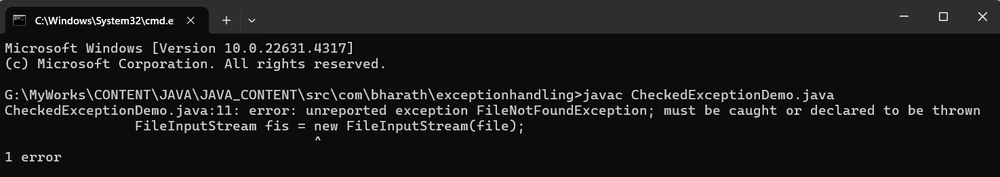 C:\Windows\System32\cmd.e
Microsoft Windows [Version 10.0.22631.4317]
(c) Microsoft Corporation. All rights reserved.
G:\MyWorks\CONTENT\JAVA\JAVA_CONTENT\src\com\bharath\exceptionhandling>javac CheckedExceptionDemo.java
CheckedExceptionDemo.java:11: error: unreported exception FileNotFoundException; must be caught or declared to be thrown
                FileInputStream fis = new FileInputStream(file);
                                      ^
1 error